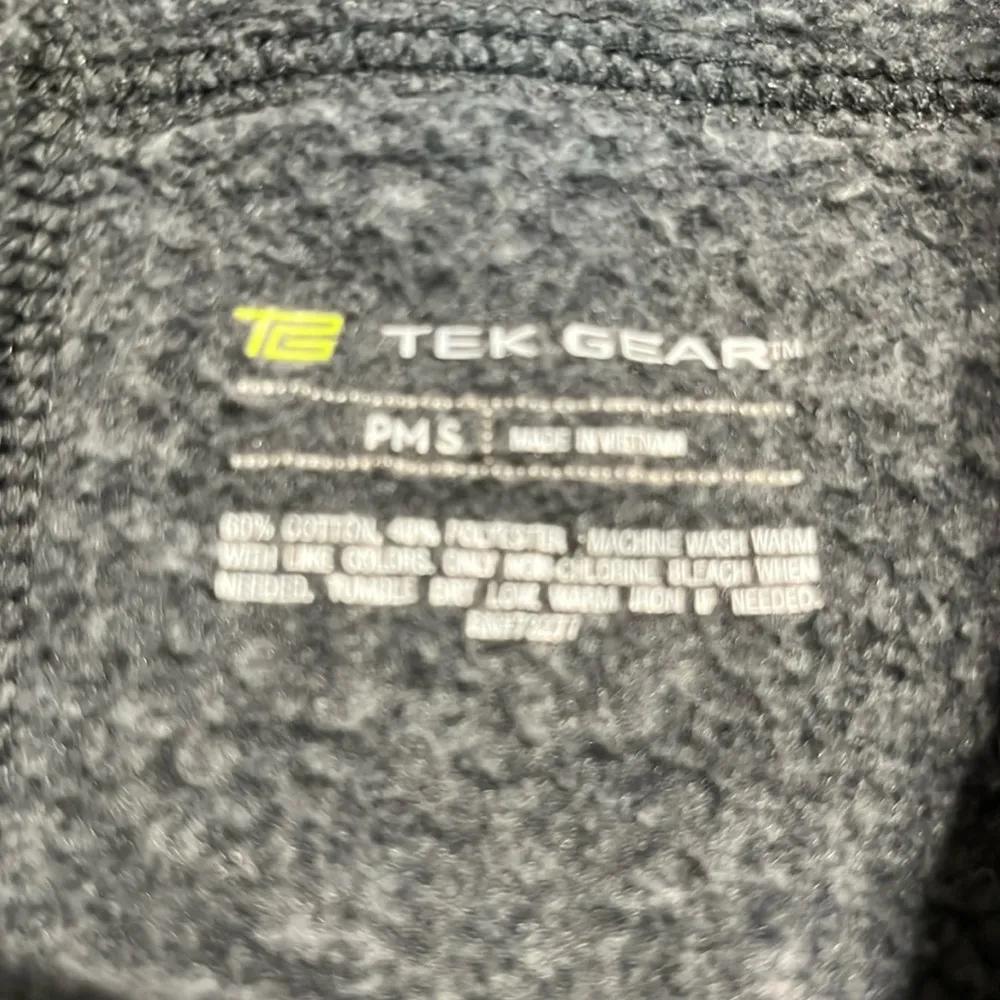 TEK GEAR™
PM S MADE IN VIETNAM
60% COTTON, 40% POLYESTER MACHINE WASH WARM
WITH LIKE COLORS. ONLY NON CHLORINE BLEACH WHEN
NEEDED. TUMBLE DRY LOW. WARM IRON IF NEEDED.